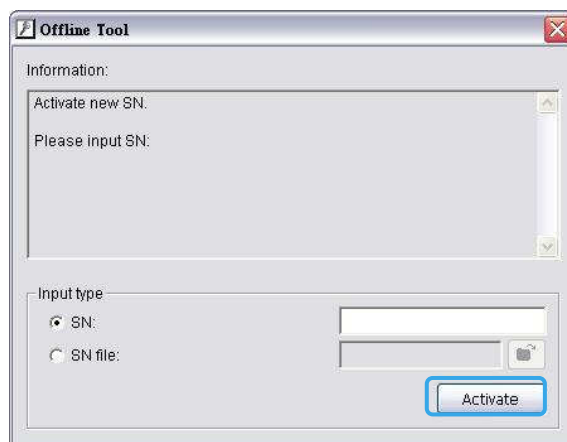 Offline Tool
Information:
Activate new SN.
Please input SN:
Input type
SN:
SN file:
Activate